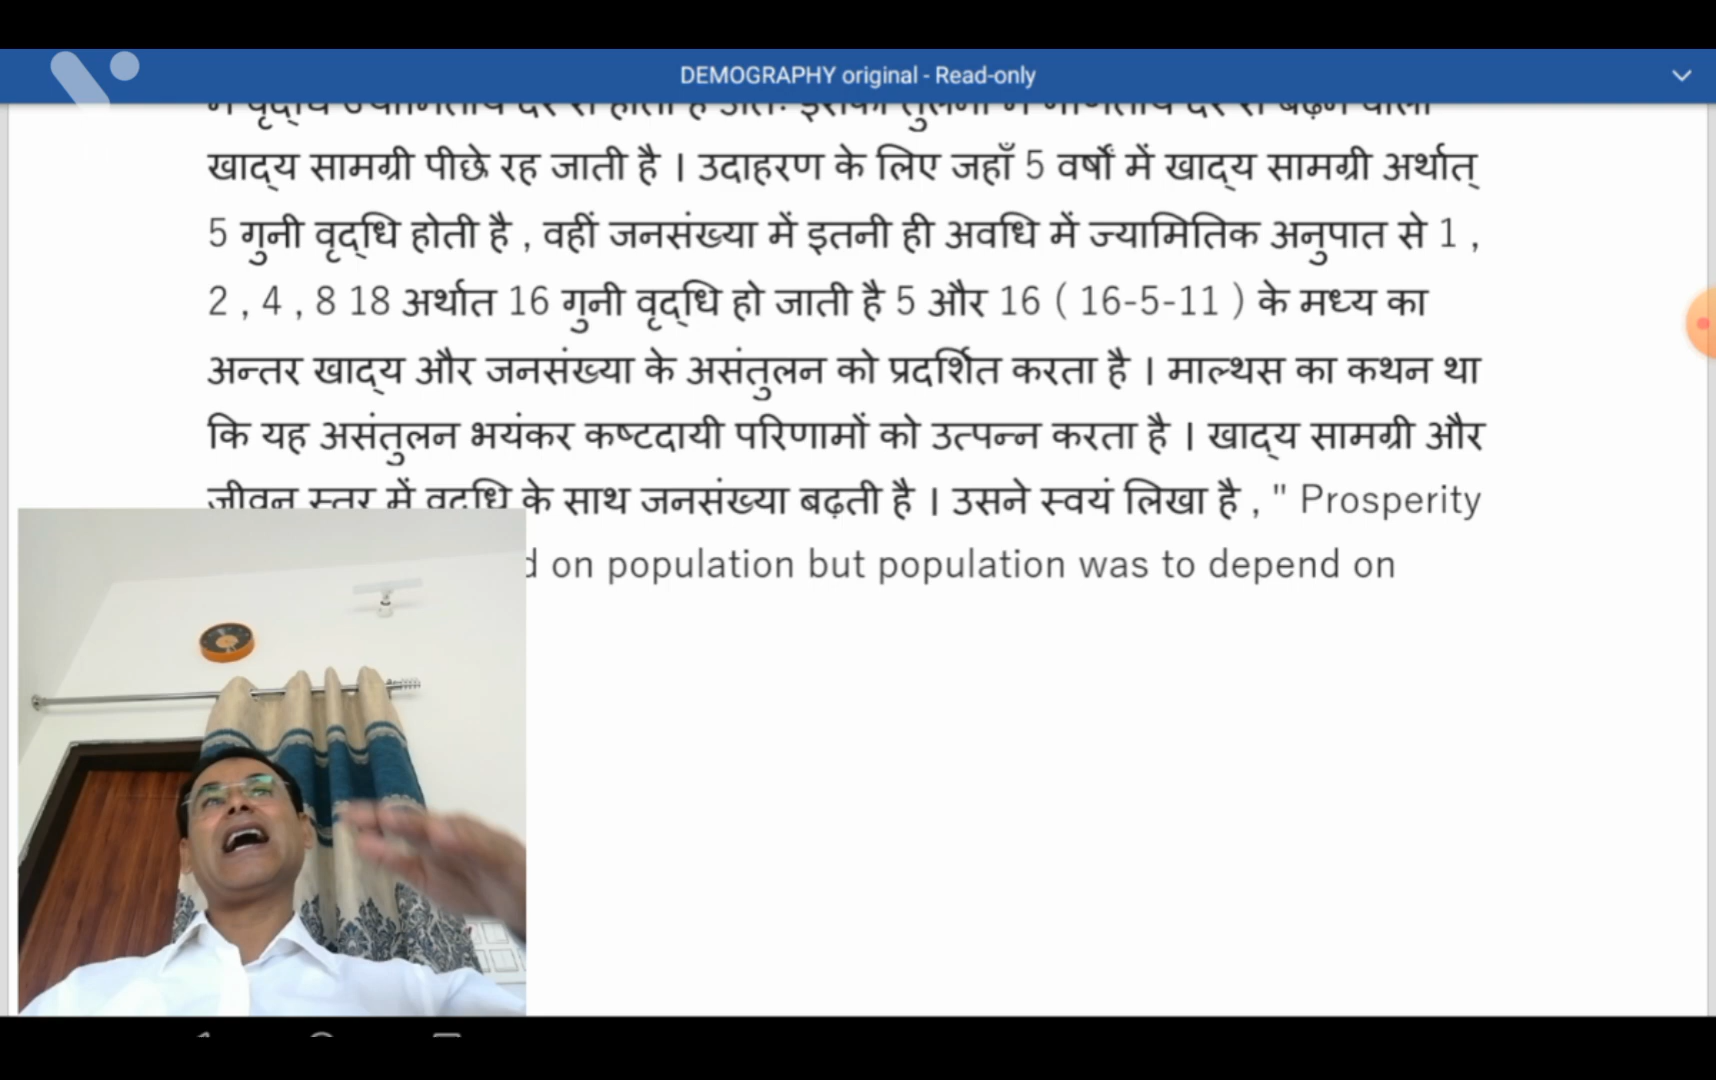 DEMOGRAPHY original - Read-only
खाद्य सामग्री पीछे रह जाती है । उदाहरण के लिए जहाँ 5 वर्षों में खाद्य सामग्री अर्थात्
5 गुनी वृद्धि होती है , वहीं जनसंख्या में इतनी ही अवधि में ज्यामितिक अनुपात से 1 ,
2 , 4 , 8 18 अर्थात 16 गुनी वृद्धि हो जाती है 5 और 16 ( 16-5-11 ) के मध्य का
अन्तर खाद्य और जनसंख्या के असंतुलन को प्रदर्शित करता है । माल्थस का कथन था
कि यह असंतुलन भयंकर कष्टदायी परिणामों को उत्पन्न करता है । खाद्य सामग्री और
जीवन स्तर में वृद्धि के साथ जनसंख्या बढ़ती है । उसने स्वयं लिखा है , " Prosperity
on population but population was to depend on